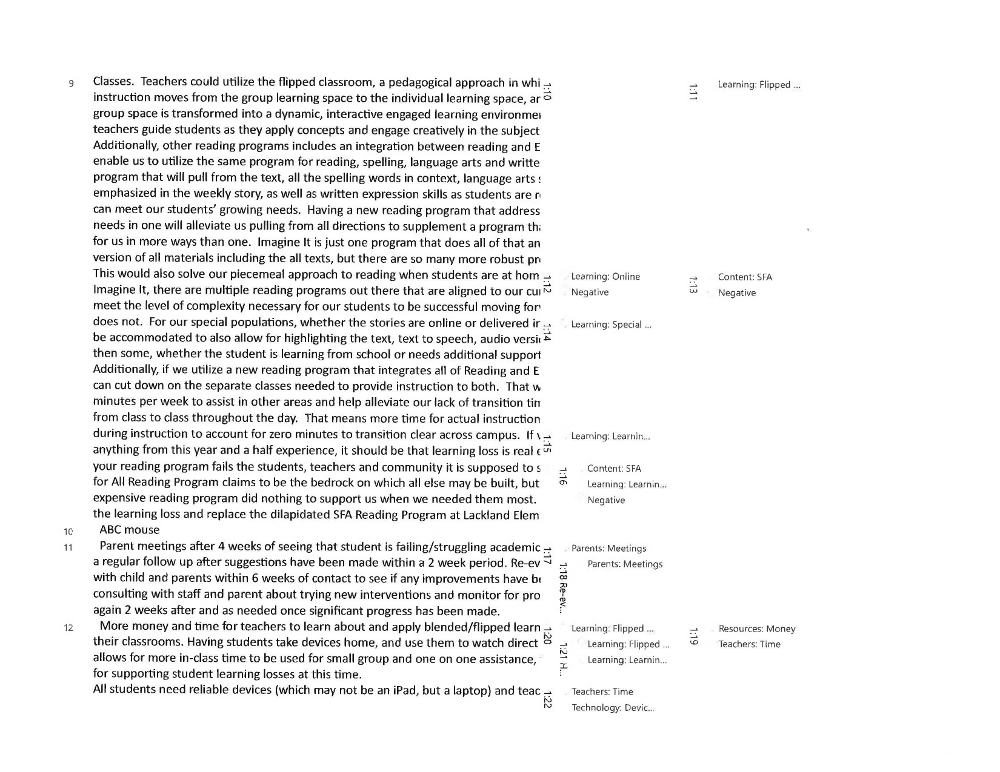 9 Classes.  Teachers could utilize the flipped classroom, a pedagogical approach in whi 1:10 1:11 Learning: Flipped ...
instruction moves from the group learning space to the individual learning space, ar
group space is transformed into a dynamic, interactive engaged learning environme
teachers guide students as they apply concepts and engage creatively in the subject
Additionally, other reading programs includes an integration between reading and E
enable us to utilize the same program for reading, spelling, language arts and writte
program that will pull from the text, all the spelling words in context, language arts
emphasized in the weekly story, as well as written expression skills as students are
can meet our students' growing needs.  Having a new reading program that address
needs in one will alleviate us pulling from all directions to supplement a program
for us in more ways than one.  Imagine It is just one program that does all of that an
version of all materials including the all texts, but there are so many more robust
This would also solve our piecemeal approach to reading when students are at hom 1:12 Learning: Online 1:13 Content: SFA
Imagine It, there are multiple reading programs out there that are aligned to our Negative Negative
meet the level of complexity necessary for our students to be successful moving for
does not.  For our special populations, whether the stories are online or delivered 1:14 Learning: Special ...
be accommodated to also allow for highlighting the text, text to speech, audio
then some, whether the student is learning from school or needs additional support
Additionally, if we utilize a new reading program that integrates all of Reading and E
can cut down on the separate classes needed to provide instruction to both.  That w
minutes per week to assist in other areas and help alleviate our lack of transition
from class to class throughout the day.  That means more time for actual instruction
during instruction to account for zero minutes to transition clear across campus.  If 1:15 Learning: Learnin...
anything from this year and a half experience, it should be that learning loss is real
your reading program fails the students, teachers and community it is supposed to s 1:16 Content: SFA
for All Reading Program claims to be the bedrock on which all else may be built, but Learning: Learnin...
expensive reading program did nothing to support us when we needed them most. Negative
the learning loss and replace the dilapidated SFA Reading Program at Lackland Elem
10 ABC mouse
11 Parent meetings after 4 weeks of seeing that student is failing/struggling academic 1:17 Parents: Meetings
a regular follow up after suggestions have been made within a 2 week period. Re-ev 1:18 Re-ev... Parents: Meetings
with child and parents within 6 weeks of contact to see if any improvements have
consulting with staff and parent about trying new interventions and monitor for pro
again 2 weeks after and as needed once significant progress has been made.
12 More money and time for teachers to learn about and apply blended/flipped learn 1:20 Learning: Flipped ... 1:19 Resources: Money
their classrooms. Having students take devices home, and use them to watch direct 1:21 H... Learning: Flipped ... Teachers: Time
allows for more in-class time to be used for small group and one on one assistance, Learning: Learnin...
for supporting student learning losses at this time.
All students need reliable devices (which may not be an iPad, but a laptop) and teac 1:22 Teachers: Time
Technology: Devic...